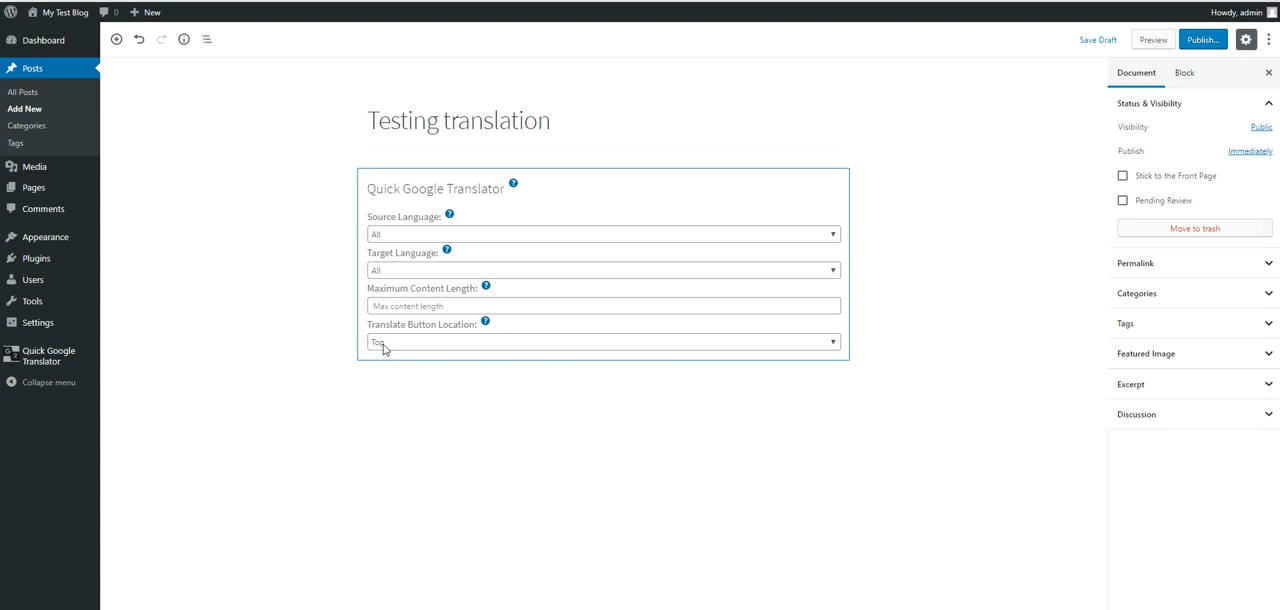 My Test Blog 0 New Howdy, admin
Dashboard
Save Draft Preview Publish...
Posts
All Posts
Add New
Categories
Tags
Media
Pages
Comments
Appearance
Plugins
Users
Tools
Settings
Quick Google
Translator
Collapse menu
Testing translation
Quick Google Translator ?
Source Language: ?
All
Target Language: ?
All
Maximum Content Length: ?
Max content length
Translate Button Location: ?
Top
Document Block
Status & Visibility
Visibility Public
Publish Immediately
Stick to the Front Page
Pending Review
Move to trash
Permalink
Categories
Tags
Featured Image
Excerpt
Discussion